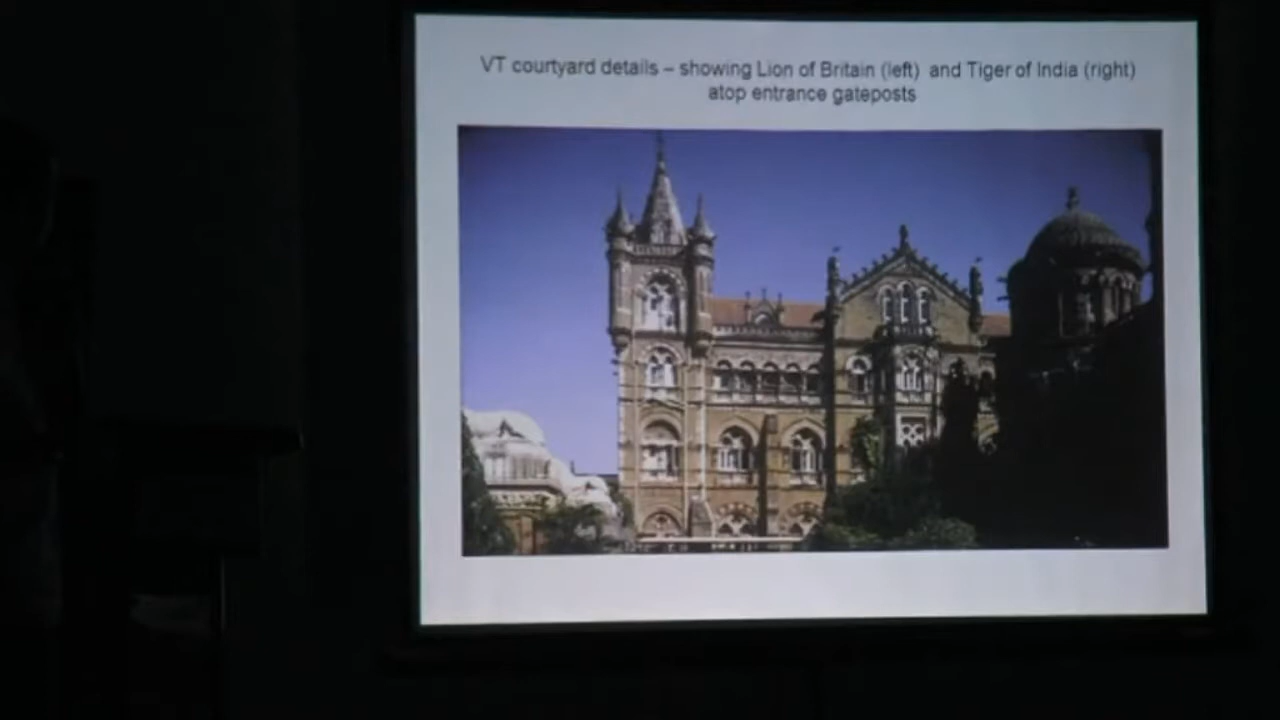 VT courtyard details – showing Lion of Britain (left) and Tiger of India (right)
atop entrance gateposts